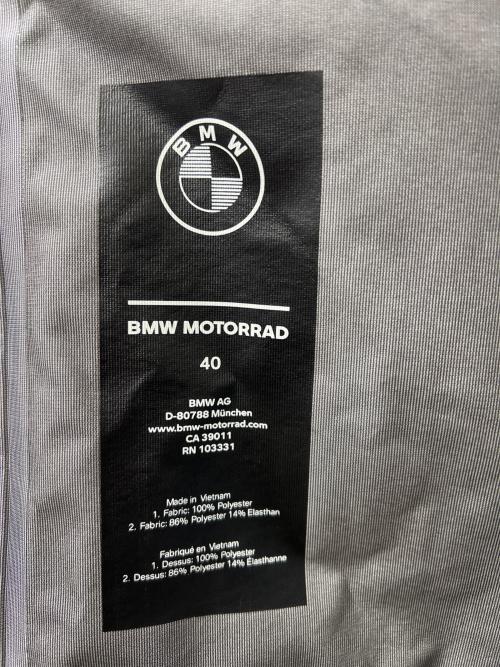 BMW
BMW MOTORRAD
40
BMW AG
D-80788 München
www.bmw-motorrad.com
CA 39011
RN 103331
Made in Vietnam
1. Fabric: 100% Polyester
2. Fabric: 86% Polyester 14% Elasthan
Fabriqué en Vietnam
1. Dessus: 100% Polyester
2. Dessus: 86% Polyester 14% Élasthanne